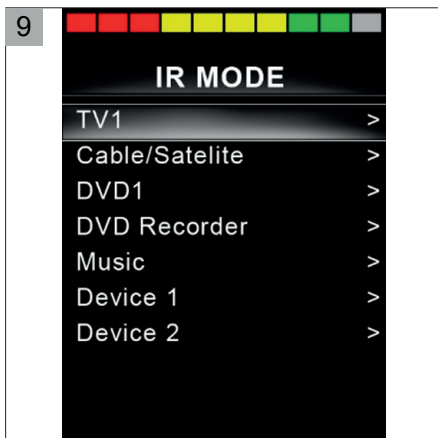 9
IR MODE
TV1 >
Cable/Satelite >
DVD1 >
DVD Recorder >
Music >
Device 1 >
Device 2 >